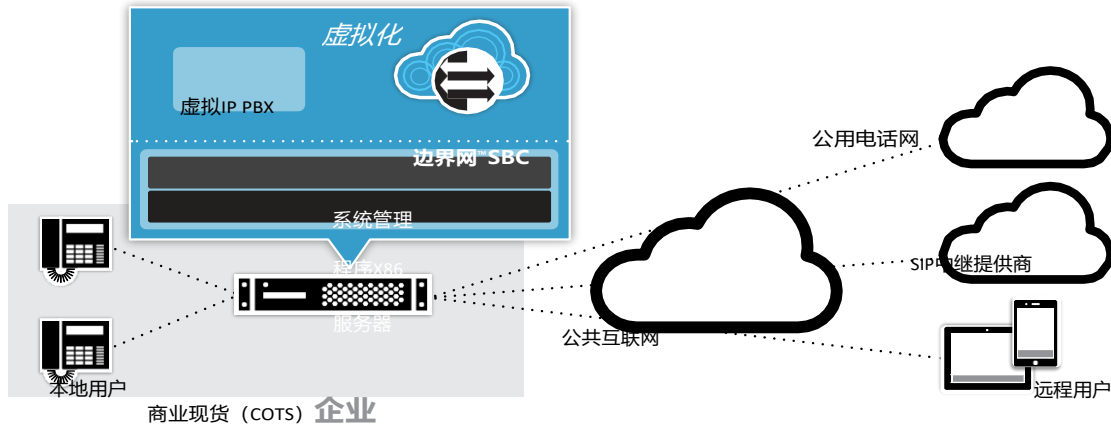 虚拟化
虚拟IP PBX
边界网™SBC
系统管理
程序X86
服务器
公用电话网
SIP中继提供商
公共互联网
远程用户
本地用户
商业现货（COTS）企业